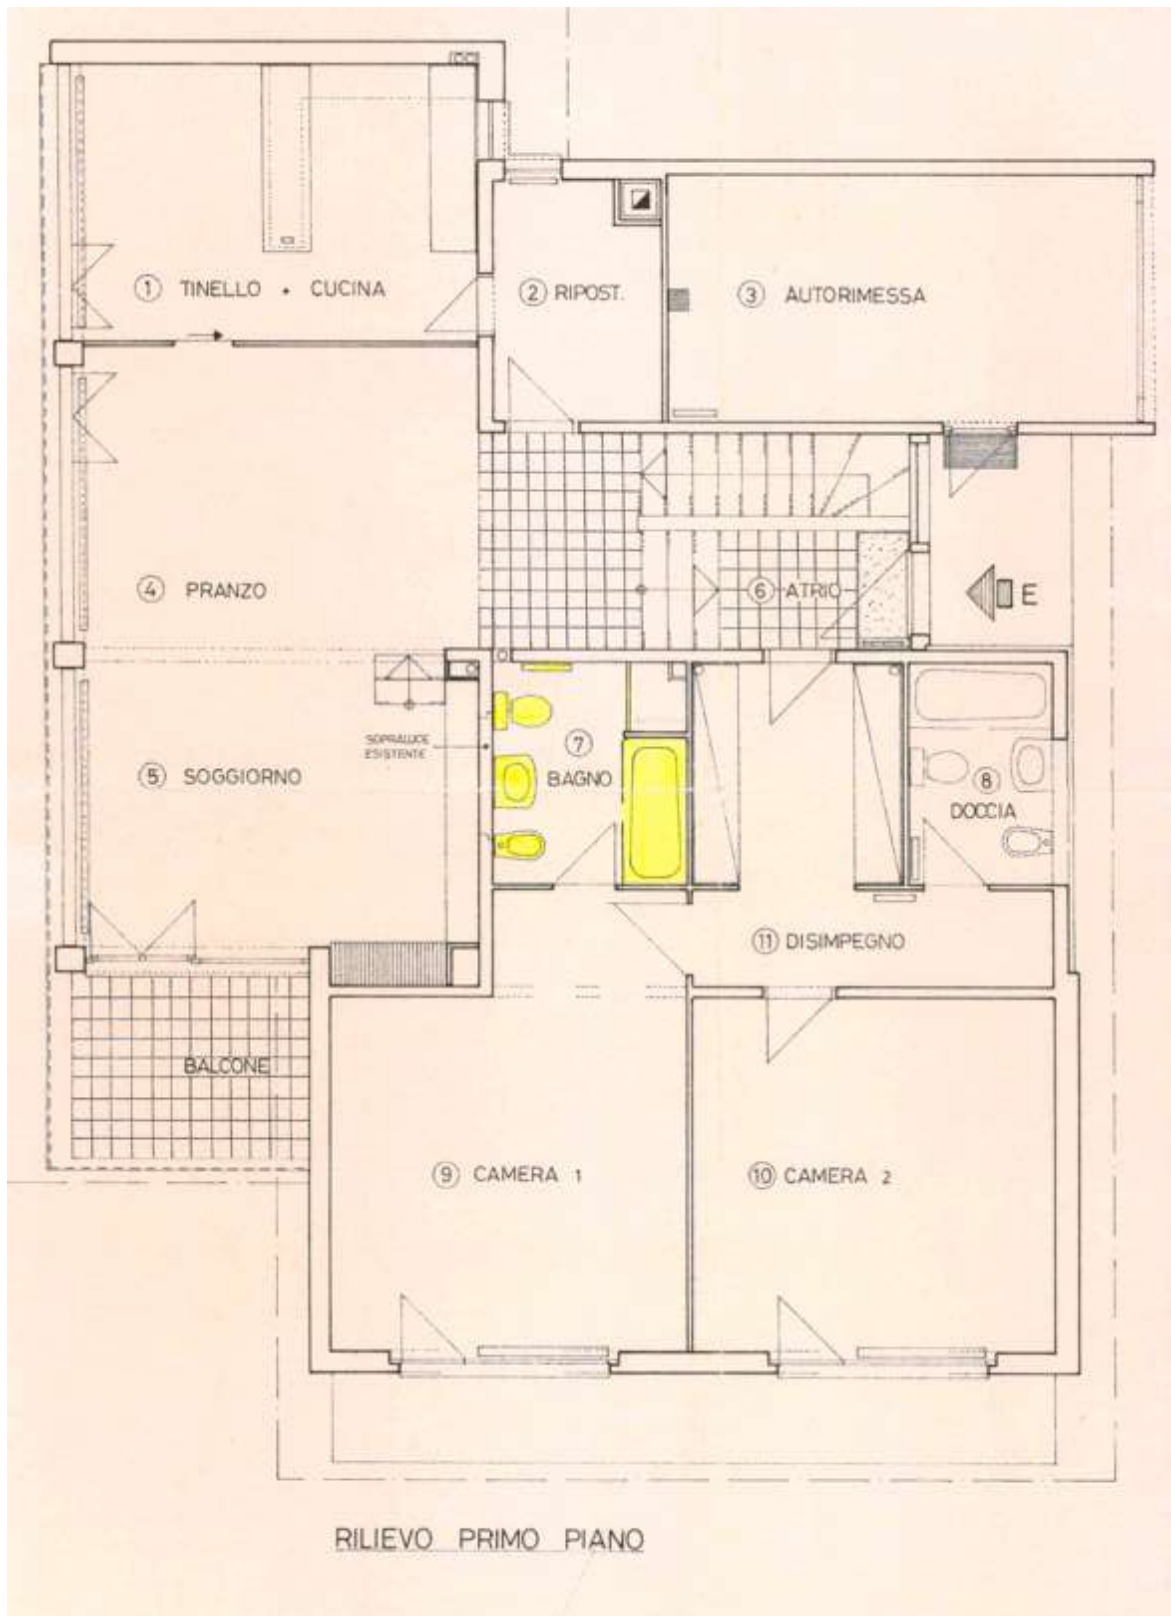 1 TINELLO + CUCINA
2 RIPOST.
3 AUTORIMESSA
4 PRANZO
6 ATRIO
E
SOPRALUCE
ESISTENTE
7
BAGNO
5 SOGGIORNO
8
DOCCIA
11 DISIMPEGNO
BALCONE
9 CAMERA 1
10 CAMERA 2
RILIEVO PRIMO PIANO